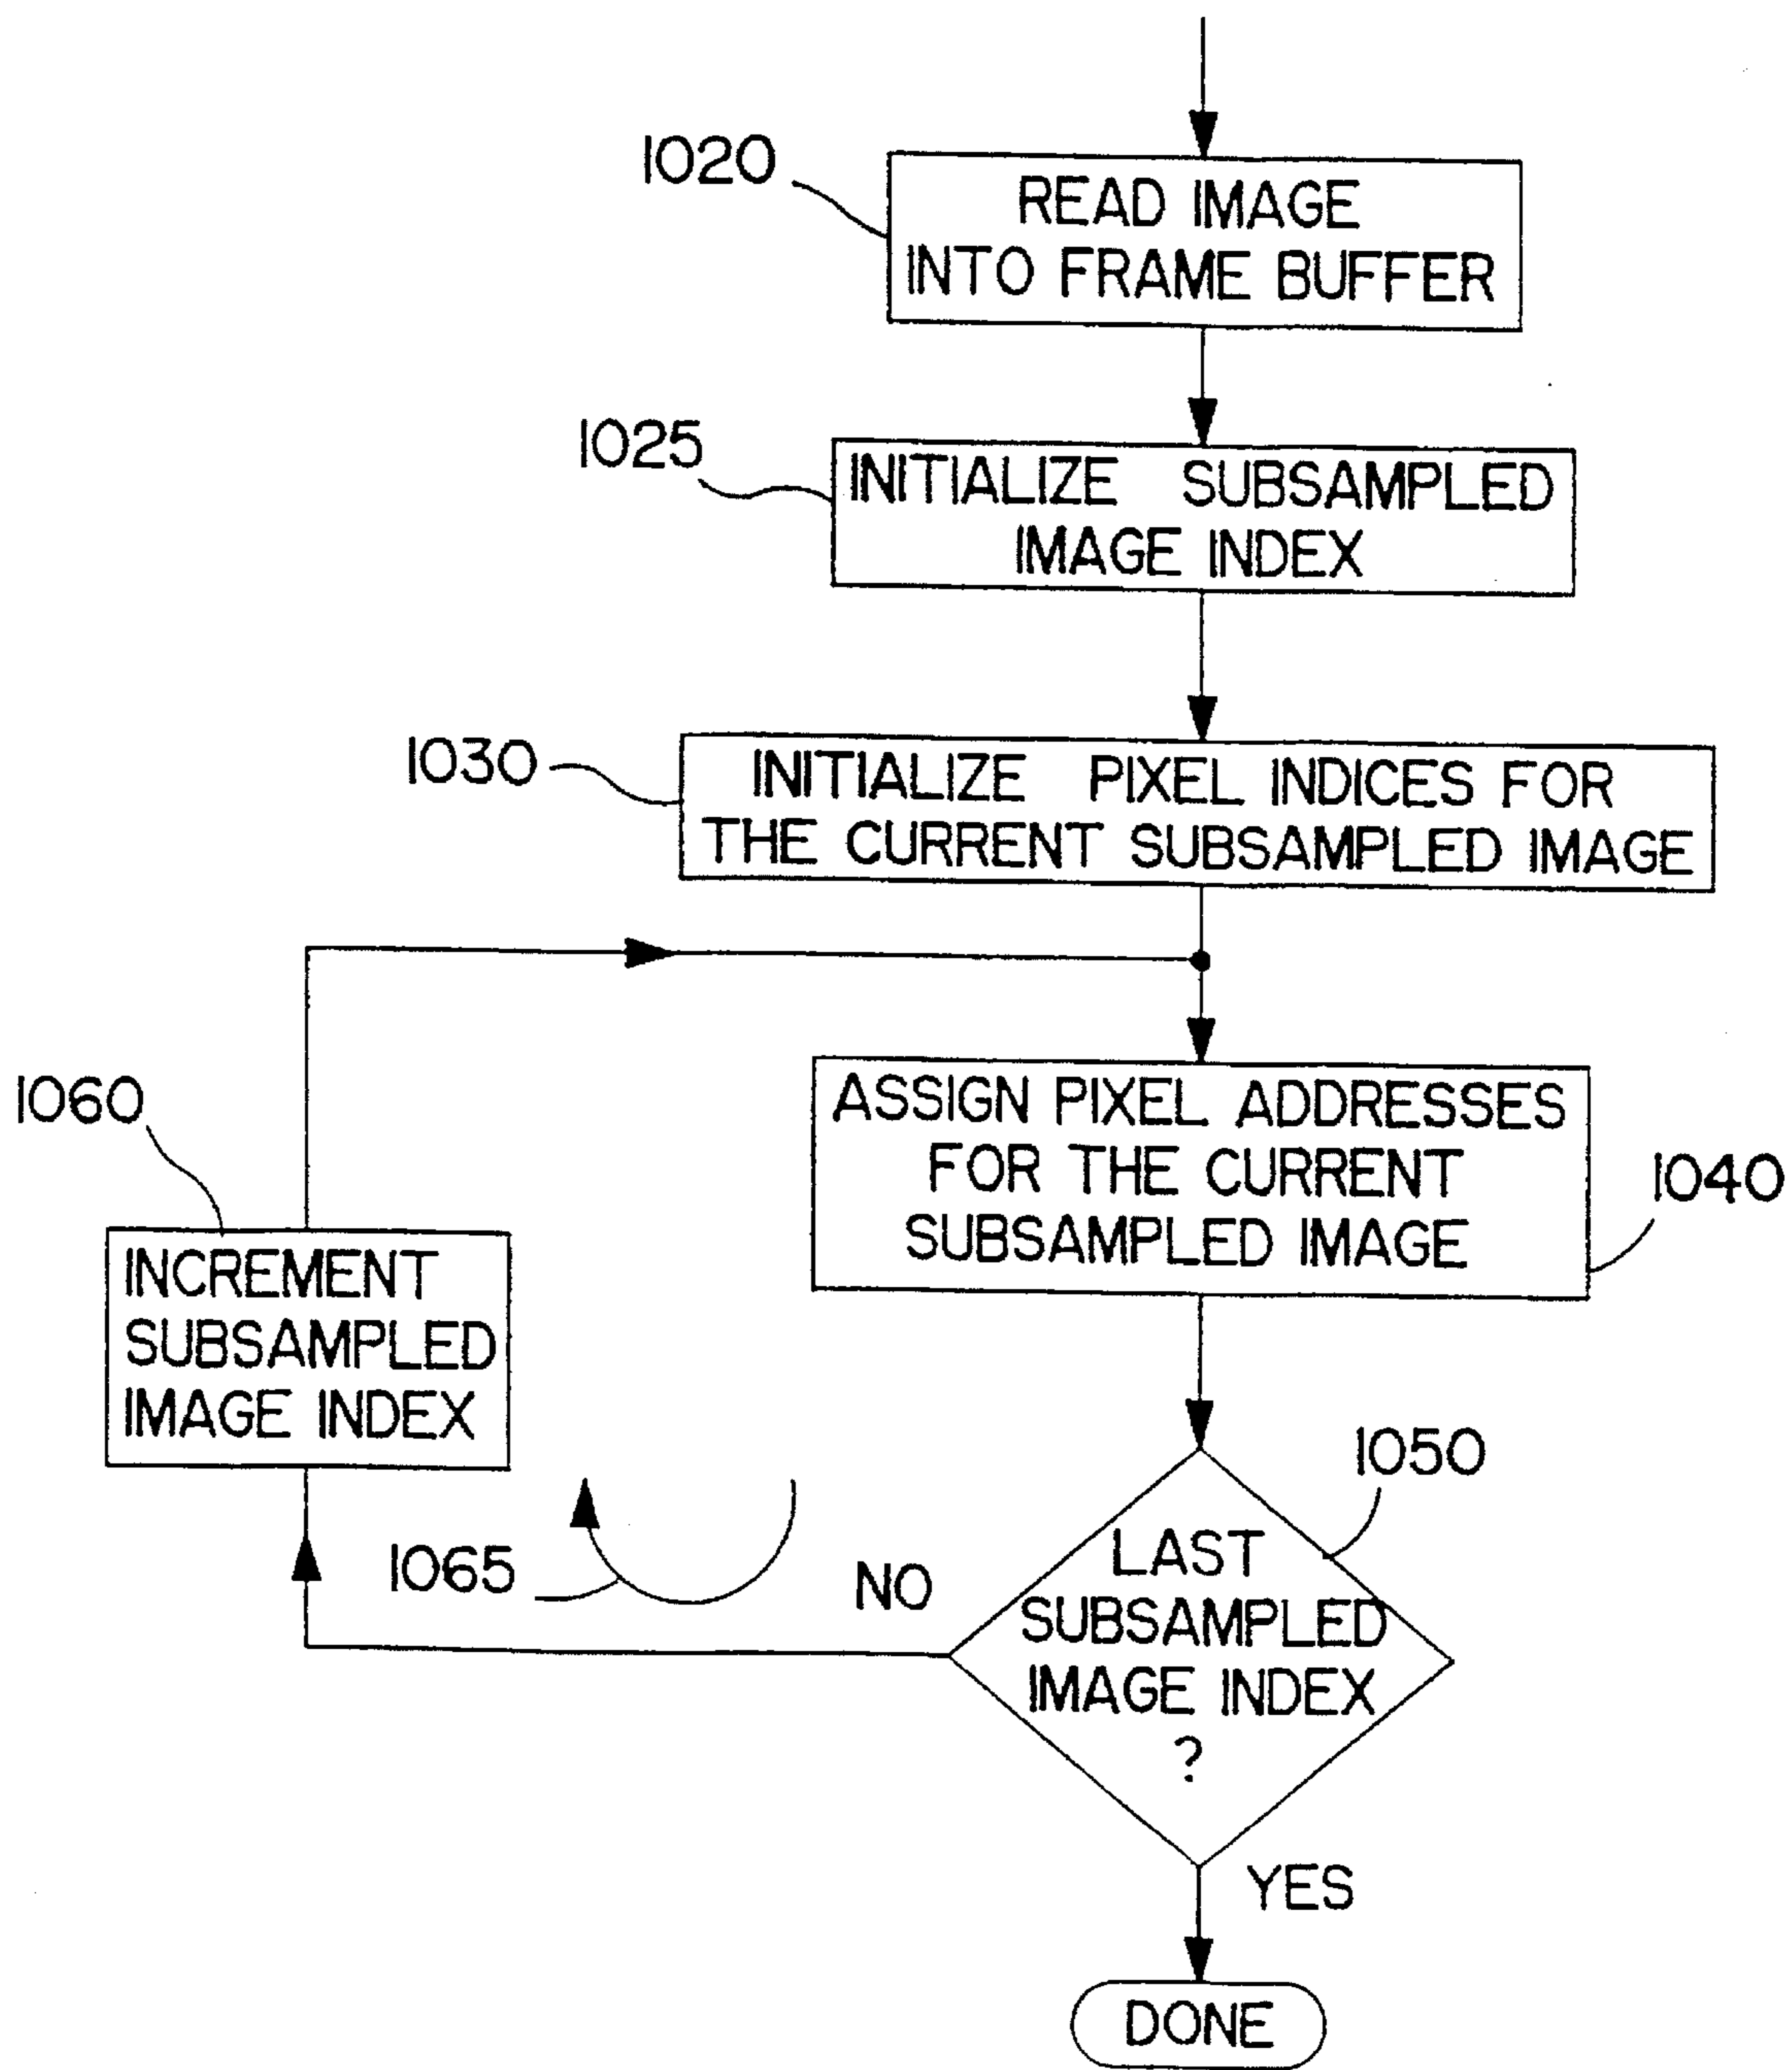 1020
READ IMAGE
INTO FRAME BUFFER
1025
INITIALIZE SUBSAMPLED
IMAGE INDEX
1030
INITIALIZE PIXEL INDICES FOR
THE CURRENT SUBSAMPLED IMAGE
1060
INCREMENT
SUBSAMPLED
IMAGE INDEX
ASSIGN PIXEL ADDRESSES
FOR THE CURRENT
SUBSAMPLED IMAGE
1040
1050
1065
NO
LAST
SUBSAMPLED
IMAGE INDEX
?
YES
DONE